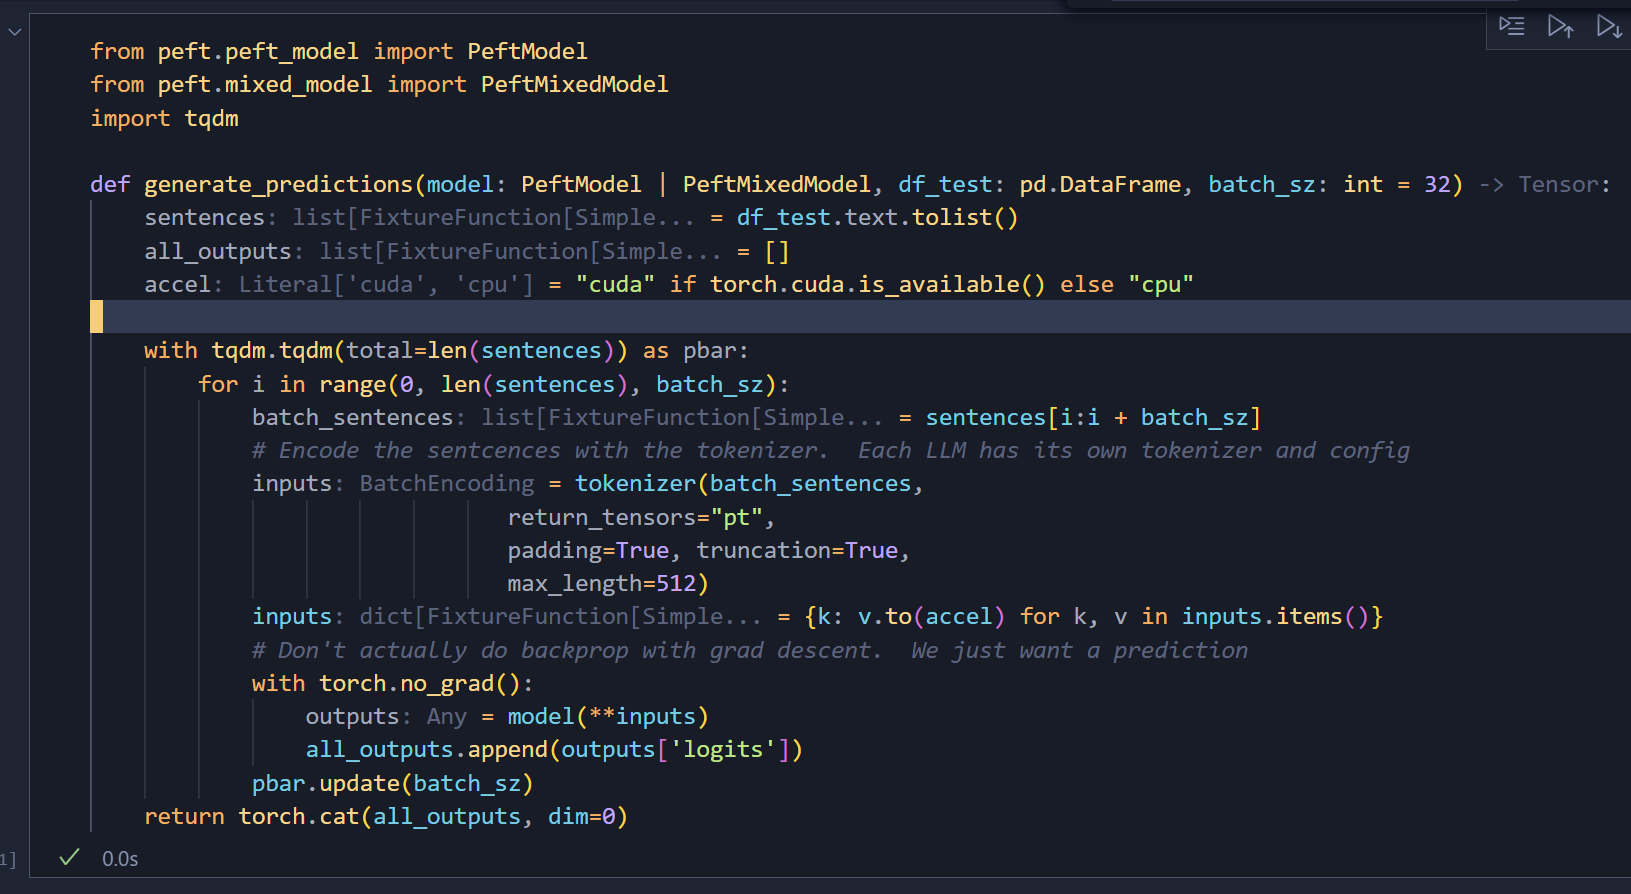 from peft.peft_model import PeftModel
from peft.mixed_model import PeftMixedModel
import tqdm
def generate_predictions(model: PeftModel | PeftMixedModel, df_test: pd.DataFrame, batch_sz: int = 32) -> Tensor:
sentences: list[FixtureFunction[Simple... = df_test.text.tolist()
all_outputs: list[FixtureFunction[Simple... = []
accel: Literal['cuda', 'cpu'] = "cuda" if torch.cuda.is_available() else "cpu"
with tqdm.tqdm(total=len(sentences)) as pbar:
for i in range(0, len(sentences), batch_sz):
batch_sentences: list[FixtureFunction[Simple... = sentences[i:i + batch_sz]
# Encode the sentcences with the tokenizer.  Each LLM has its own tokenizer and config
inputs: BatchEncoding = tokenizer(batch_sentences,
return_tensors="pt",
padding=True, truncation=True,
max_length=512)
inputs: dict[FixtureFunction[Simple... = {k: v.to(accel) for k, v in inputs.items()}
# Don't actually do backprop with grad descent.  We just want a prediction
with torch.no_grad():
outputs: Any = model(**inputs)
all_outputs.append(outputs['logits'])
pbar.update(batch_sz)
return torch.cat(all_outputs, dim=0)
1] 0.0s